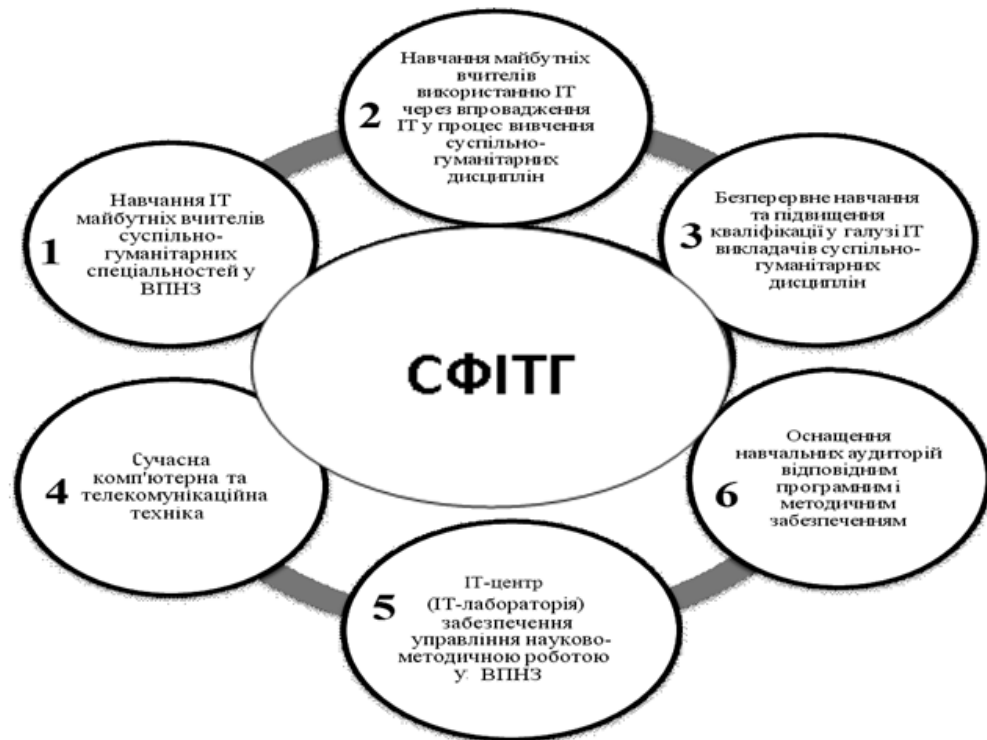 1
Навчання ІТ
майбутніх вчителів
суспільно-
гуманітарних
спеціальностей у
ВПНЗ
2
Навчання майбутніх
вчителів
використанню ІТ
через впровадження
ІТ у процес вивчення
суспільно-
гуманітарних
дисциплін
3
Безперервне навчання
та підвищення
кваліфікації у галузі ІТ
викладачів суспільно-
гуманітарних
дисциплін
СФІТГ
4
Сучасна
комп'ютерна та
телекомунікаційна
техніка
5
ІТ-центр
(ІТ-лабораторія)
забезпечення
управління науково-
методичною роботою
у ВПНЗ
6
Оснащення
навчальних аудиторій
відповідним
програмним і
методичним
забезпеченням